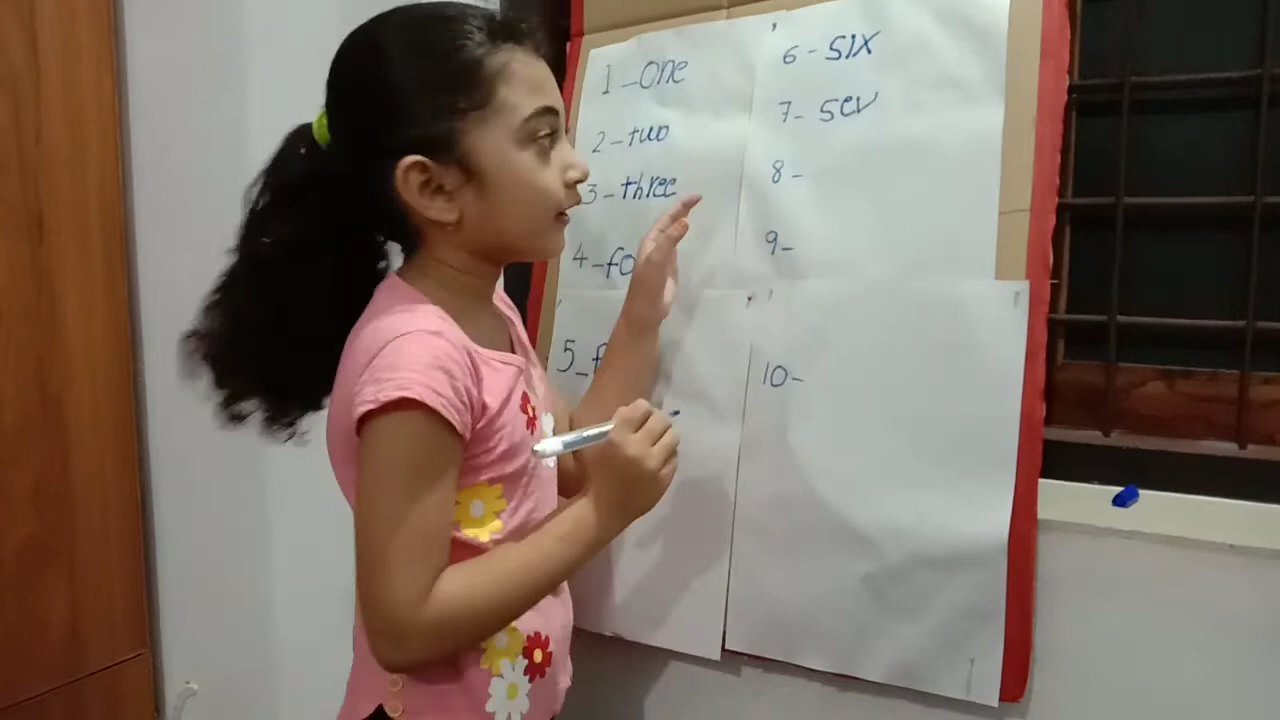 1 - one
2 - two
3 - three
4 - fo
5 - f
6 - six
7 - sev
8 -
9 -
10 -